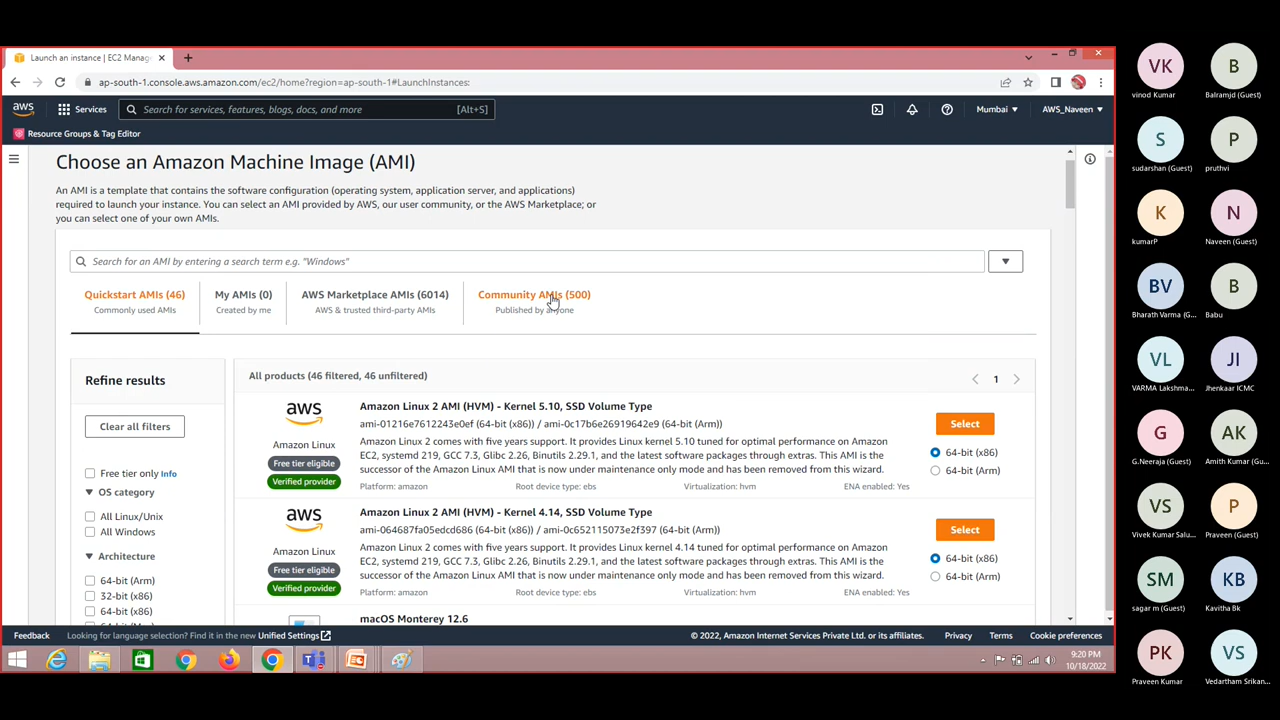 Launch an instance | EC2 Manag
ap-south-1.console.aws.amazon.com/ec2/home?region=ap-south-1#LaunchInstances:
aws
Services
Search for services, features, blogs, docs, and more
[Alt+S]
Mumbai
AWS_Naveen
Resource Groups & Tag Editor
Choose an Amazon Machine Image (AMI)
An AMI is a template that contains the software configuration (operating system, application server, and applications)
required to launch your instance. You can select an AMI provided by AWS, our user community, or the AWS Marketplace; or
you can select one of your own AMIs.
Search for an AMI by entering a search term e.g. "Windows"
Quickstart AMIs (46)
Commonly used AMIs
My AMIs (0)
Created by me
AWS Marketplace AMIs (6014)
AWS & trusted third-party AMIs
Community AMIs (500)
Published by anyone
Refine results
Clear all filters
Free tier only Info
OS category
All Linux/Unix
All Windows
Architecture
64-bit (Arm)
32-bit (x86)
64-bit (x86)
All products (46 filtered, 46 unfiltered)
1
aws
Amazon Linux
Free tier eligible
Verified provider
Amazon Linux 2 AMI (HVM) - Kernel 5.10, SSD Volume Type
ami-01216e7612243e0ef (64-bit (x86)) / ami-0c17b6e26919642e9 (64-bit (Arm))
Amazon Linux 2 comes with five years support. It provides Linux kernel 5.10 tuned for optimal performance on Amazon
EC2, systemd 219, GCC 7.3, Glibc 2.26, Binutils 2.29.1, and the latest software packages through extras. This AMI is the
successor of the Amazon Linux AMI that is now under maintenance only mode and has been removed from this wizard.
Platform: amazon
Root device type: ebs
Virtualization: hvm
ENA enabled: Yes
Select
64-bit (x86)
64-bit (Arm)
aws
Amazon Linux
Free tier eligible
Verified provider
Amazon Linux 2 AMI (HVM) - Kernel 4.14, SSD Volume Type
ami-064687fa05edcd686 (64-bit (x86)) / ami-0c652115073e2f397 (64-bit (Arm))
Amazon Linux 2 comes with five years support. It provides Linux kernel 4.14 tuned for optimal performance on Amazon
EC2, systemd 219, GCC 7.3, Glibc 2.26, Binutils 2.29.1, and the latest software packages through extras. This AMI is the
successor of the Amazon Linux AMI that is now under maintenance only mode and has been removed from this wizard.
Platform: amazon
Root device type: ebs
Virtualization: hvm
ENA enabled: Yes
Select
64-bit (x86)
64-bit (Arm)
macOS Monterey 12.6
Feedback
Looking for language selection? Find it in the new Unified Settings
© 2022, Amazon Internet Services Private Ltd. or its affiliates.
Privacy
Terms
Cookie preferences
9:20 PM
10/18/2022
VK
vinod Kumar
B
Balramjd (Guest)
S
sudarshan (Guest)
P
pruthvi
K
kumarP
N
Naveen (Guest)
BV
Bharath Varma (G...
B
Babu
VL
VARMA Lakshma...
JI
Jhenkaar ICMC
G
G.Neeraja (Guest)
AK
Amith Kumar (Gu...
VS
Vivek Kumar Salu...
P
Praveen (Guest)
SM
sagar m (Guest)
KB
Kavitha Bk
PK
Praveen Kumar
VS
Vedartham Srikan...